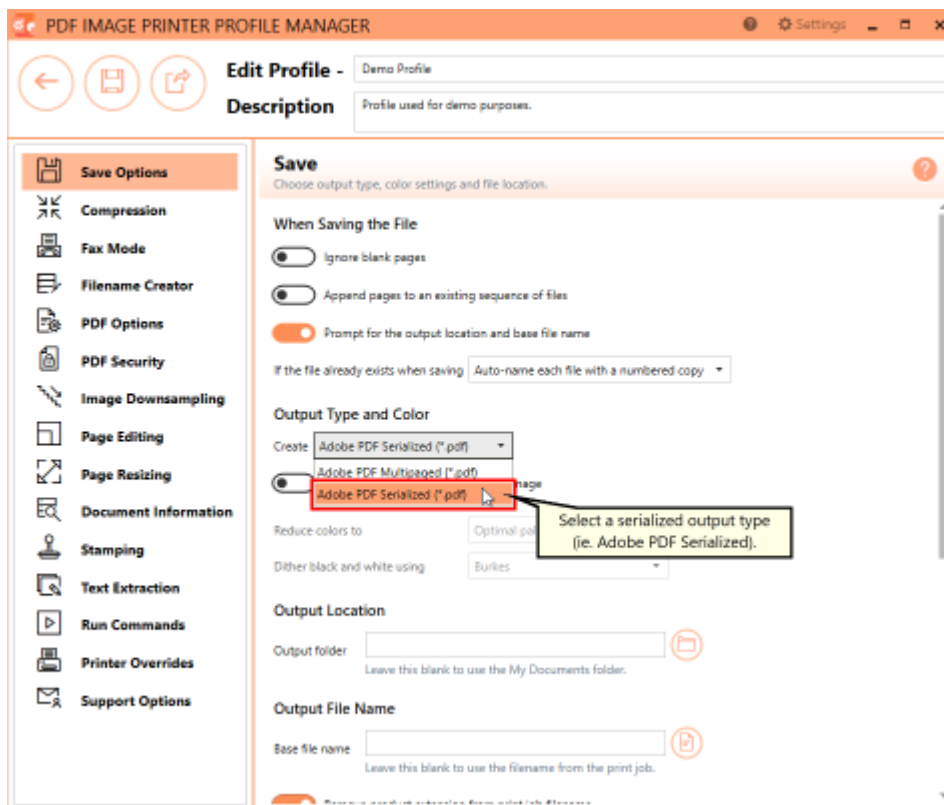 PDF IMAGE PRINTER PROFILE MANAGER
Settings
Edit Profile - Demo Profile
Description Profile used for demo purposes.
Save Options
Compression
Fax Mode
Filename Creator
PDF Options
PDF Security
Image Downsampling
Page Editing
Page Resizing
Document Information
Stamping
Text Extraction
Run Commands
Printer Overrides
Support Options
Save
Choose output type, color settings and file location.
When Saving the File
Ignore blank pages
Append pages to an existing sequence of files
Prompt for the output location and base file name
If the file already exists when saving Auto-name each file with a numbered copy
Output Type and Color
Create Adobe PDF Serialized (*.pdf)
Adobe PDF Multipaged (*.pdf)
Adobe PDF Serialized (*.pdf)
Select a serialized output type
(ie. Adobe PDF Serialized).
Reduce colors to Optimal
Dither black and white using Burkes
Output Location
Output folder
Leave this blank to use the My Documents folder.
Output File Name
Base file name
Leave this blank to use the filename from the print job.